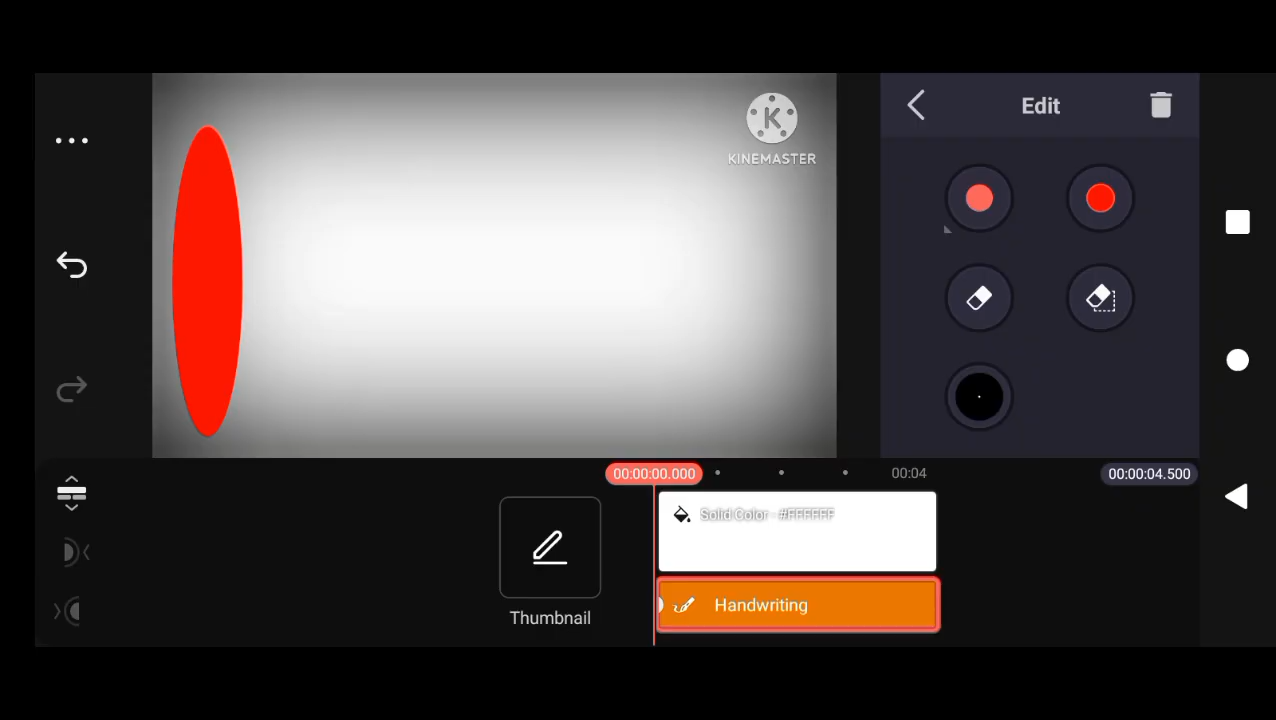 Edit
K
KINEMASTER
00:00:00.000
00:04
00:00:04.500
Solid Color - #FFFFFF
Thumbnail
Handwriting